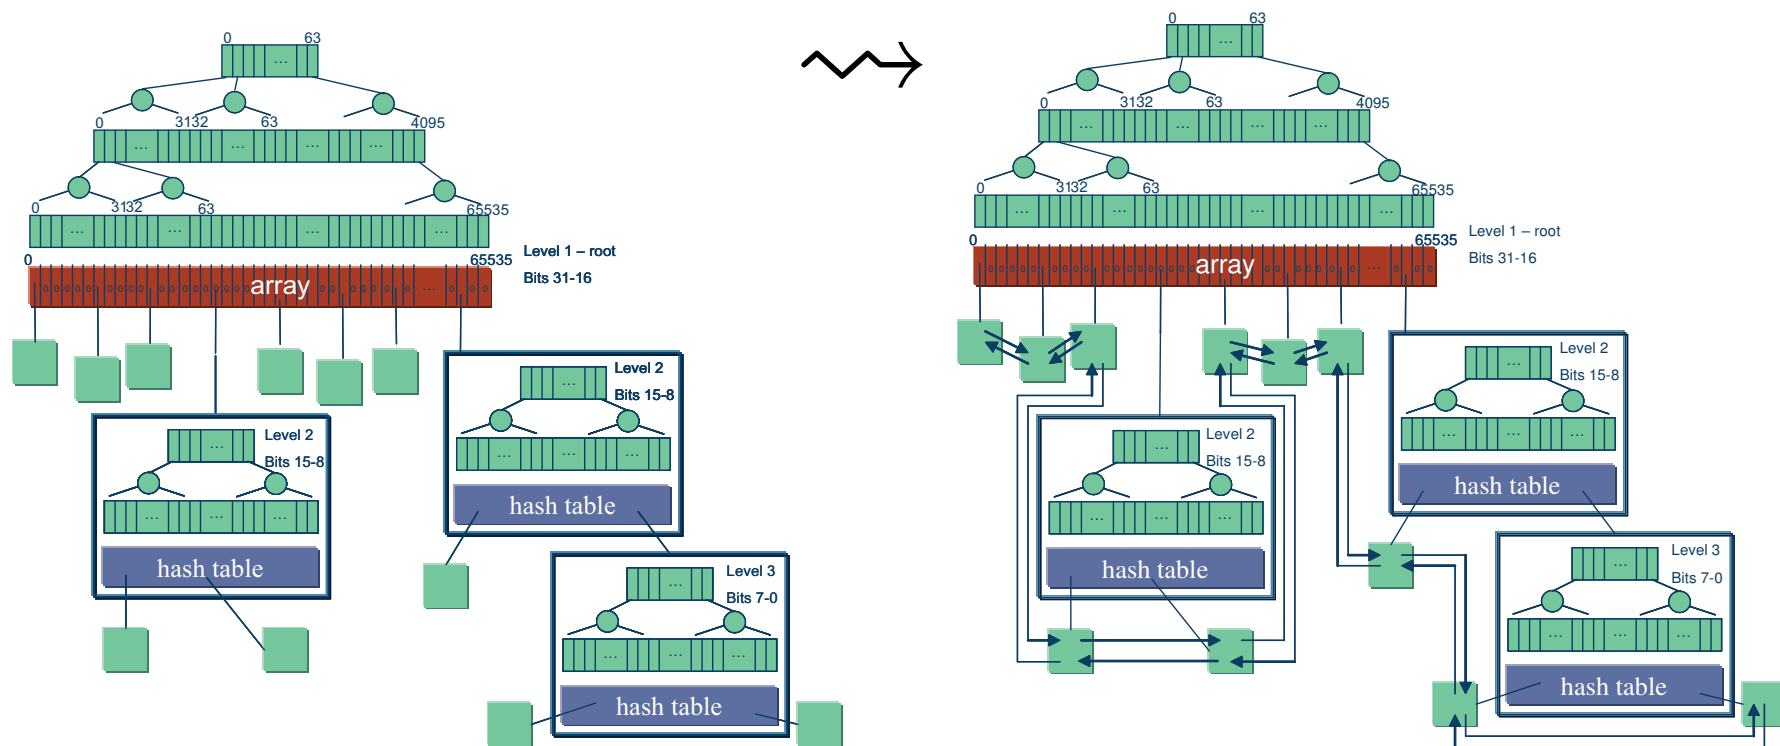 0 63
...
0 3132 63 4095
... ... ... ...
0 3132 63 65535
... ... ... ... ...
Level 1 – root
0 65535
Bits 31-16
array
...
Level 2
Bits 15-8
...
...
hash table
Level 2
Bits 15-8
...
... ... ...
hash table
Level 3
Bits 7-0
...
... ... ...
hash table
0 63
...
0 3132 63 4095
... ... ... ...
0 3132 63 65535
... ... ... ... ...
Level 1 – root
0 65535
Bits 31-16
array
...
Level 2
Bits 15-8
...
... ... ...
hash table
Level 2
Bits 15-8
...
... ... ...
hash table
Level 3
Bits 7-0
...
... ... ...
hash table